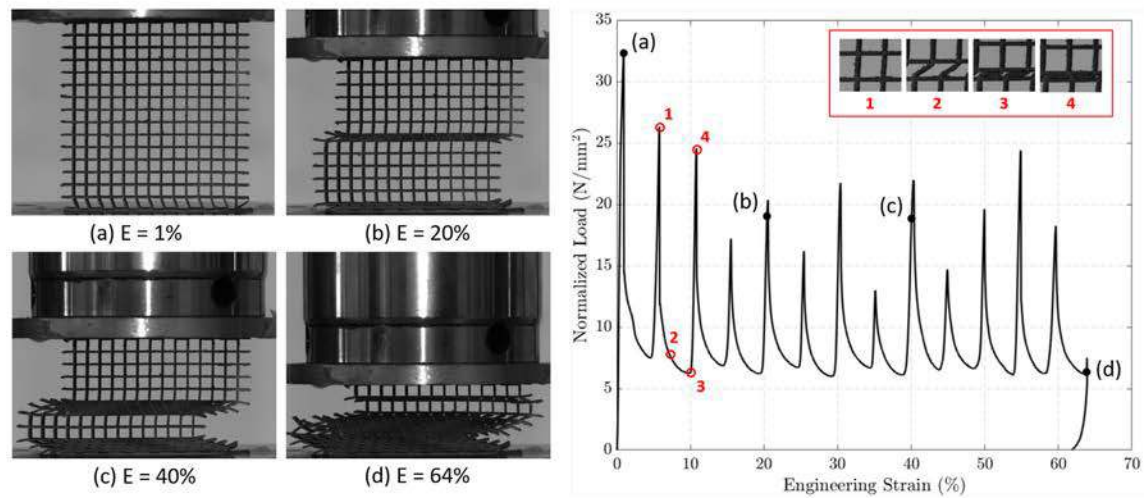 (a) E = 1%
(b) E = 20%
(c) E = 40%
(d) E = 64%
Normalized Load (N/mm²)
35
30
25
20
15
10
5
0
(a)
1
4
(b)
(c)
2
3
(d)
1 2 3 4
0 10 20 30 40 50 60 70
Engineering Strain (%)